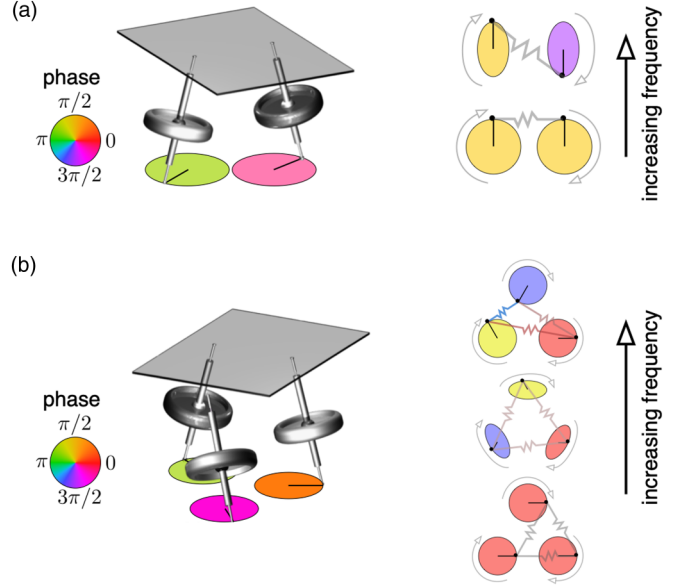 (a)
phase
π/2
π
0
3π/2
increasing frequency
(b)
phase
π/2
π
0
3π/2
increasing frequency